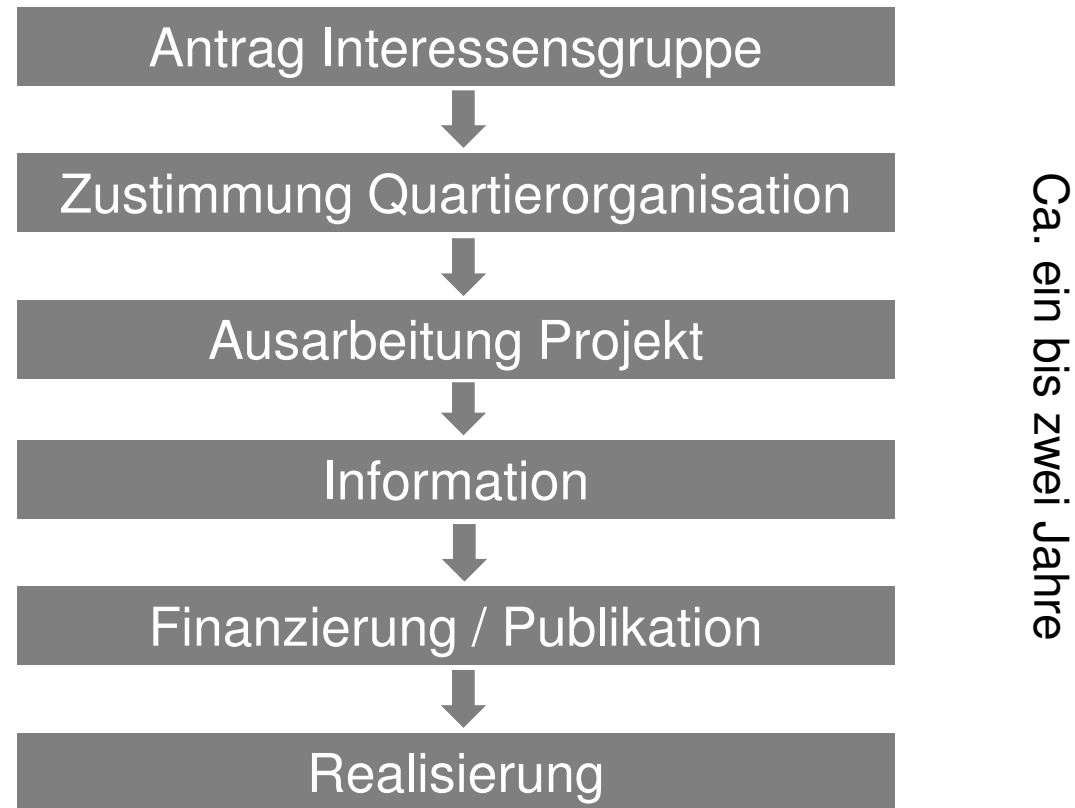 Antrag Interessensgruppe
Zustimmung Quartierorganisation
Ausarbeitung Projekt
Information
Finanzierung / Publikation
Realisierung
Ca. ein bis zwei Jahre